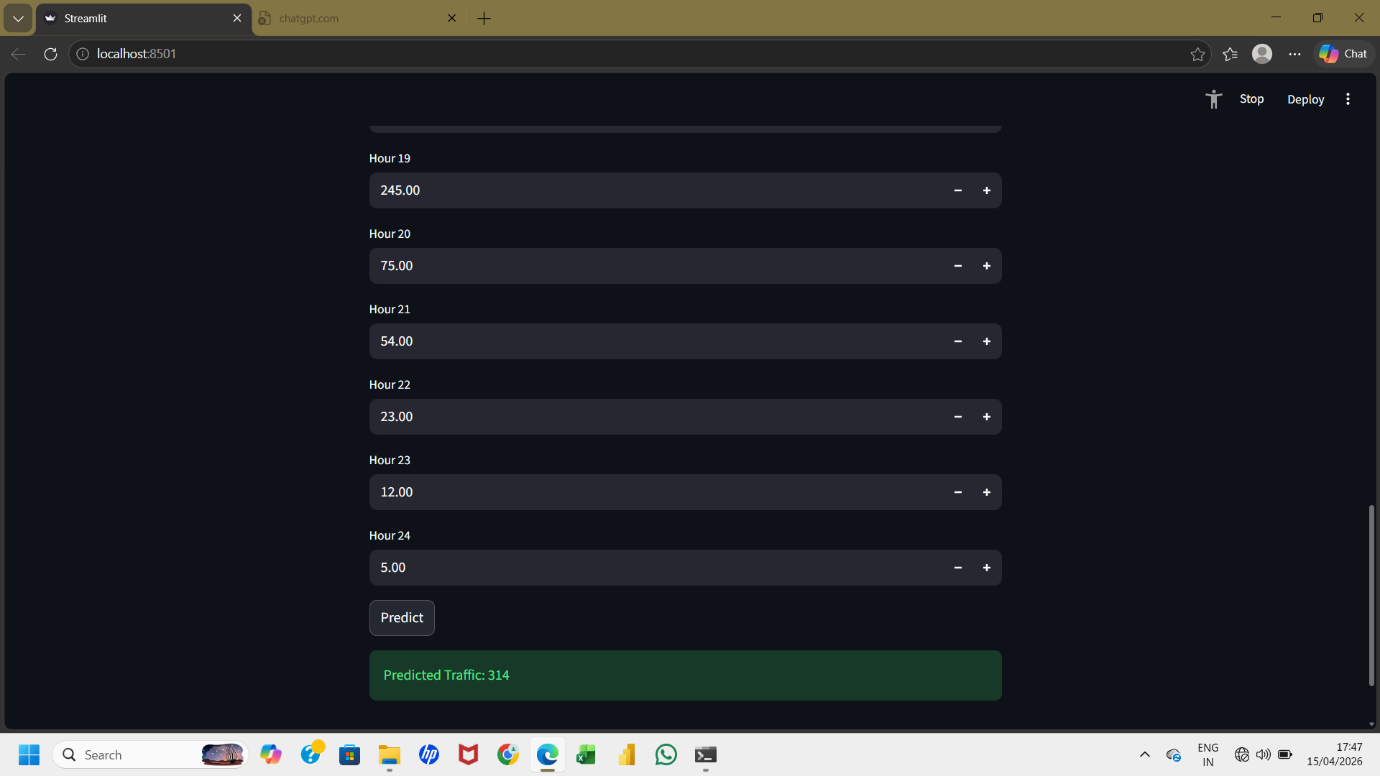 Streamlit
chatgpt.com
localhost:8501
Chat
Stop
Deploy
Hour 19
245.00
Hour 20
75.00
Hour 21
54.00
Hour 22
23.00
Hour 23
12.00
Hour 24
5.00
Predict
Predicted Traffic: 314
Search
ENG
IN
17:47
15/04/2026